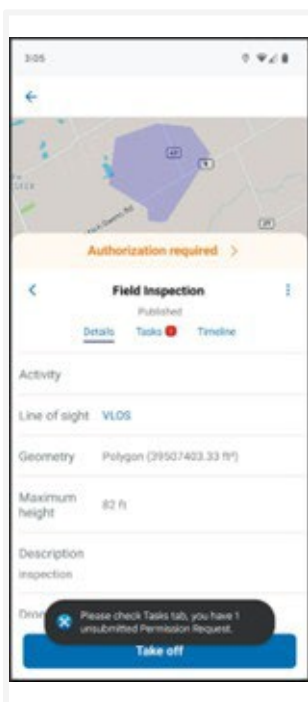 3:05
Authorization required >
Field Inspection
Published
Details Tasks Timeline
Activity
Line of sight VLOS
Geometry Polygon (39507403.33 ft²)
Maximum
height
82 ft
Description
inspection
Please check Tasks tab, you have 1
unsubmitted Permission Request.
Take off